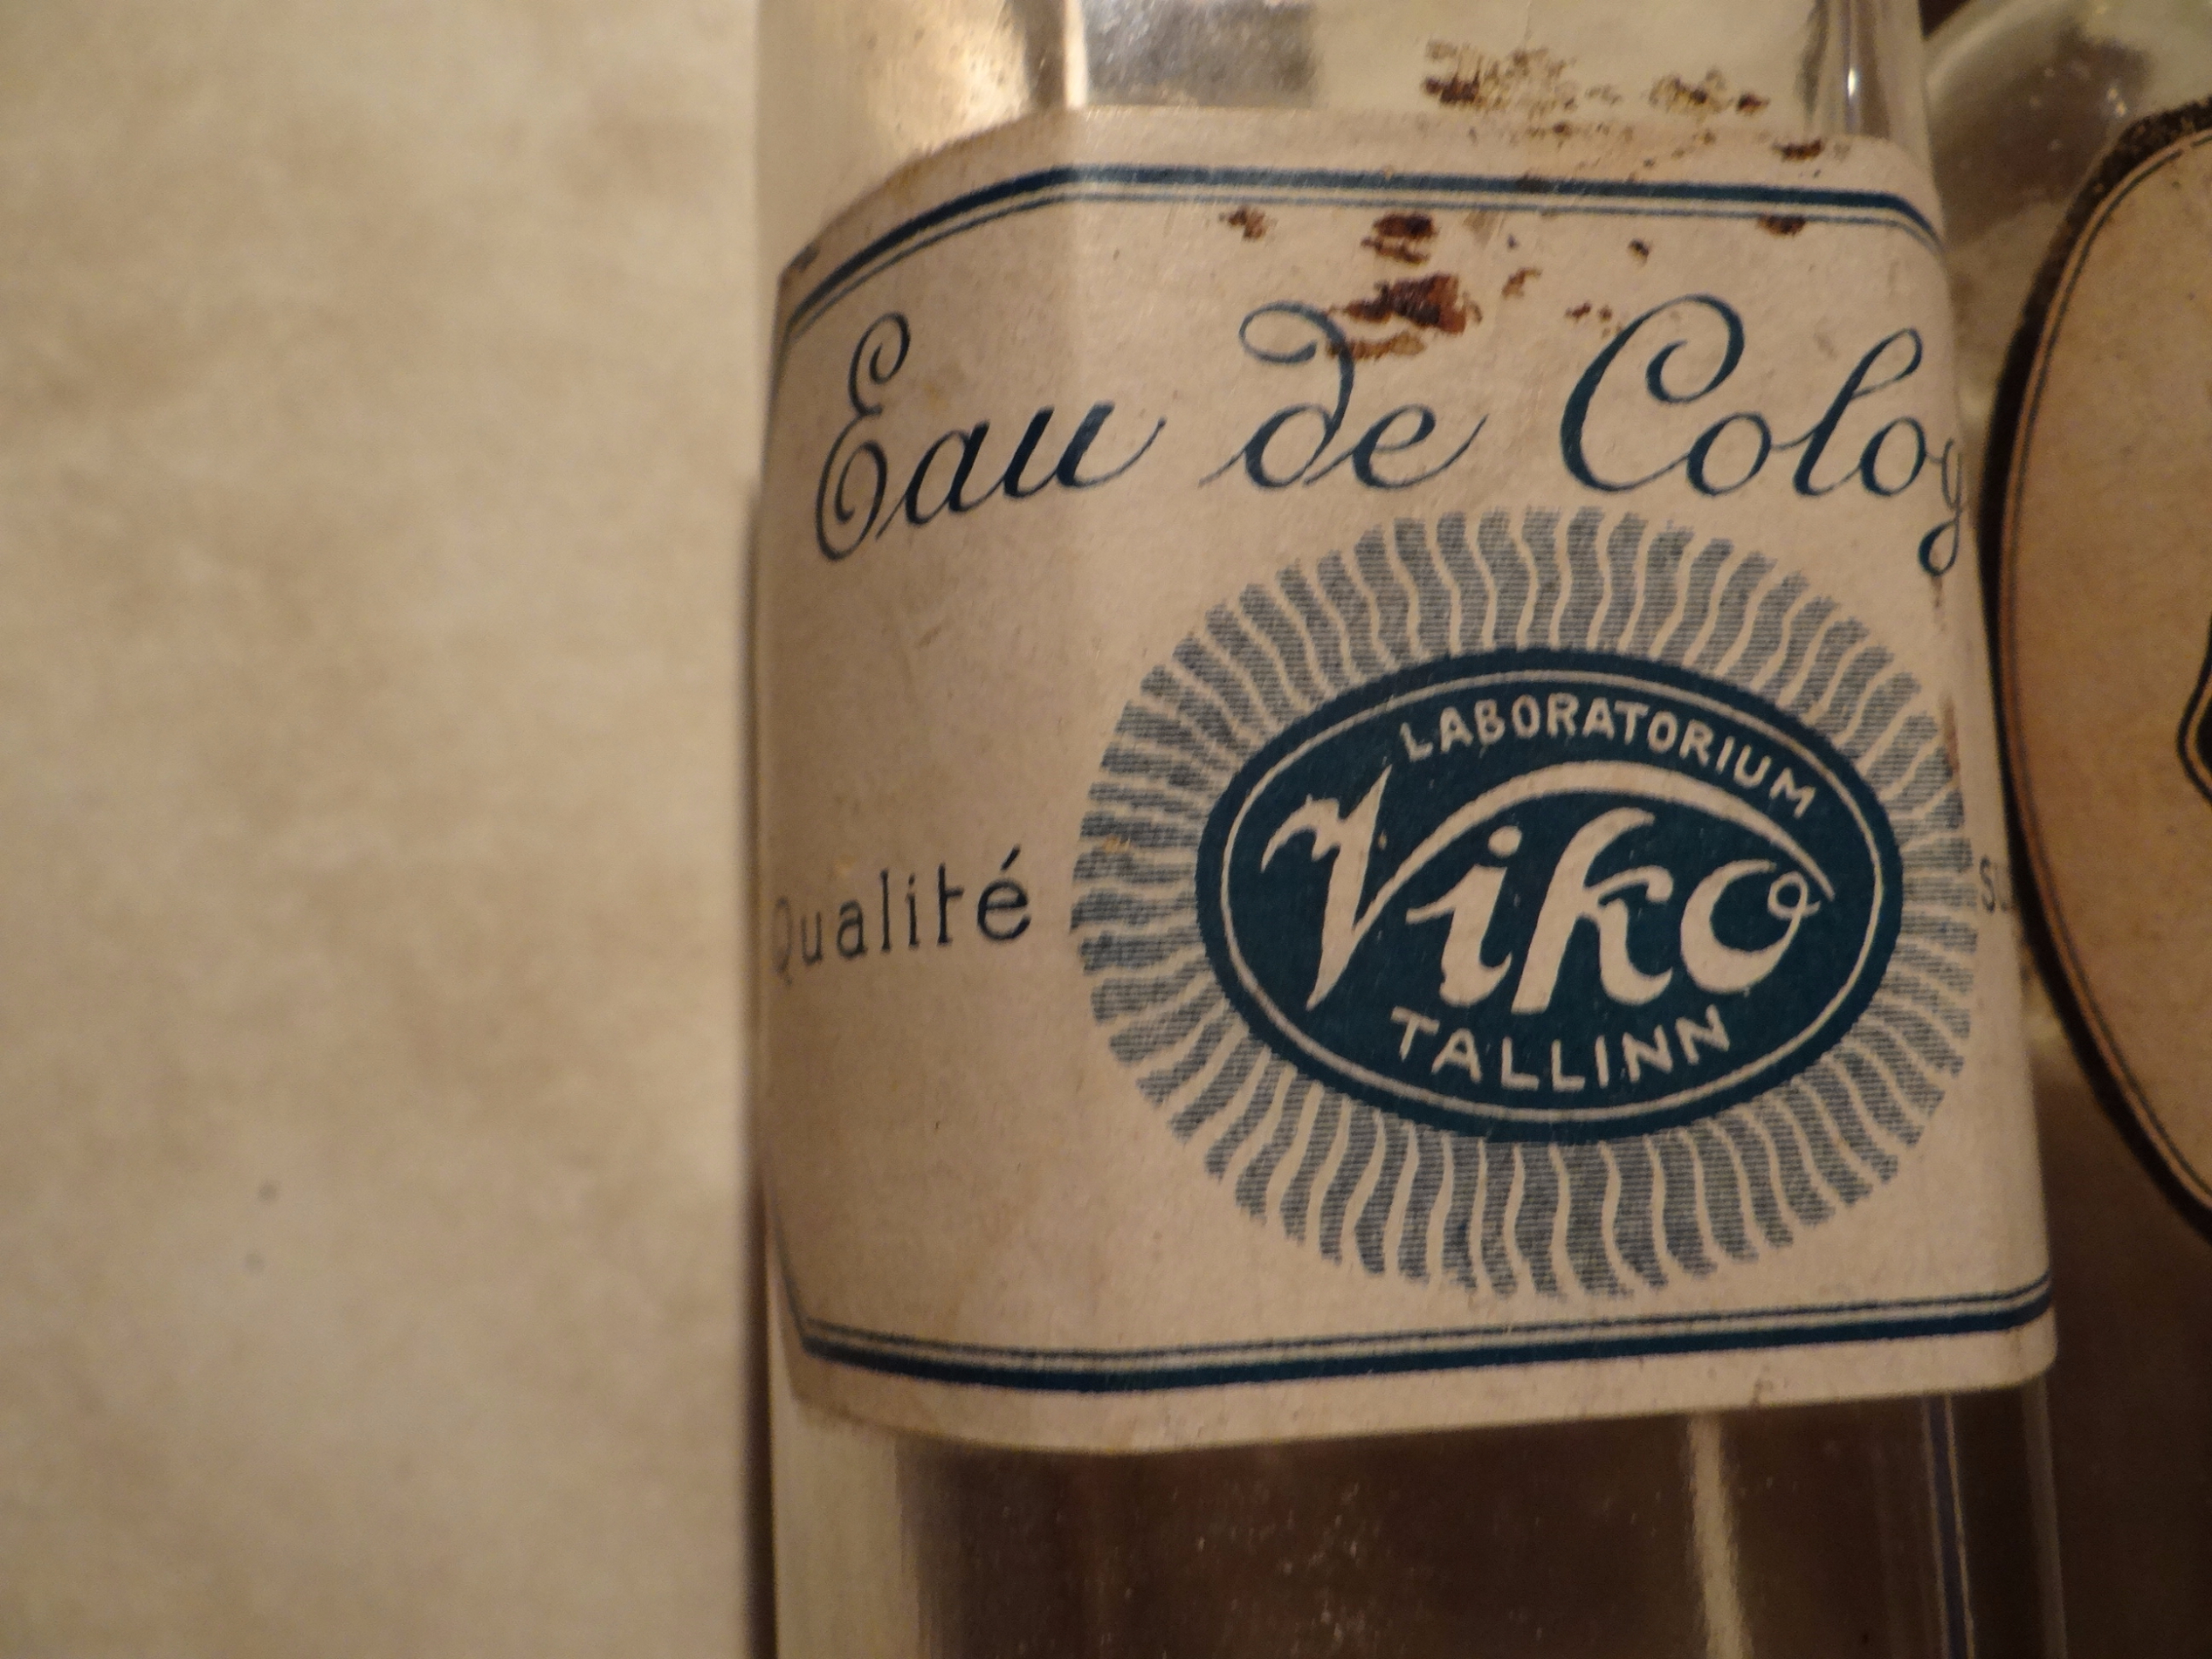 Eau de Colog
Qualité
LABORATORIUM
Viko
TALLINN